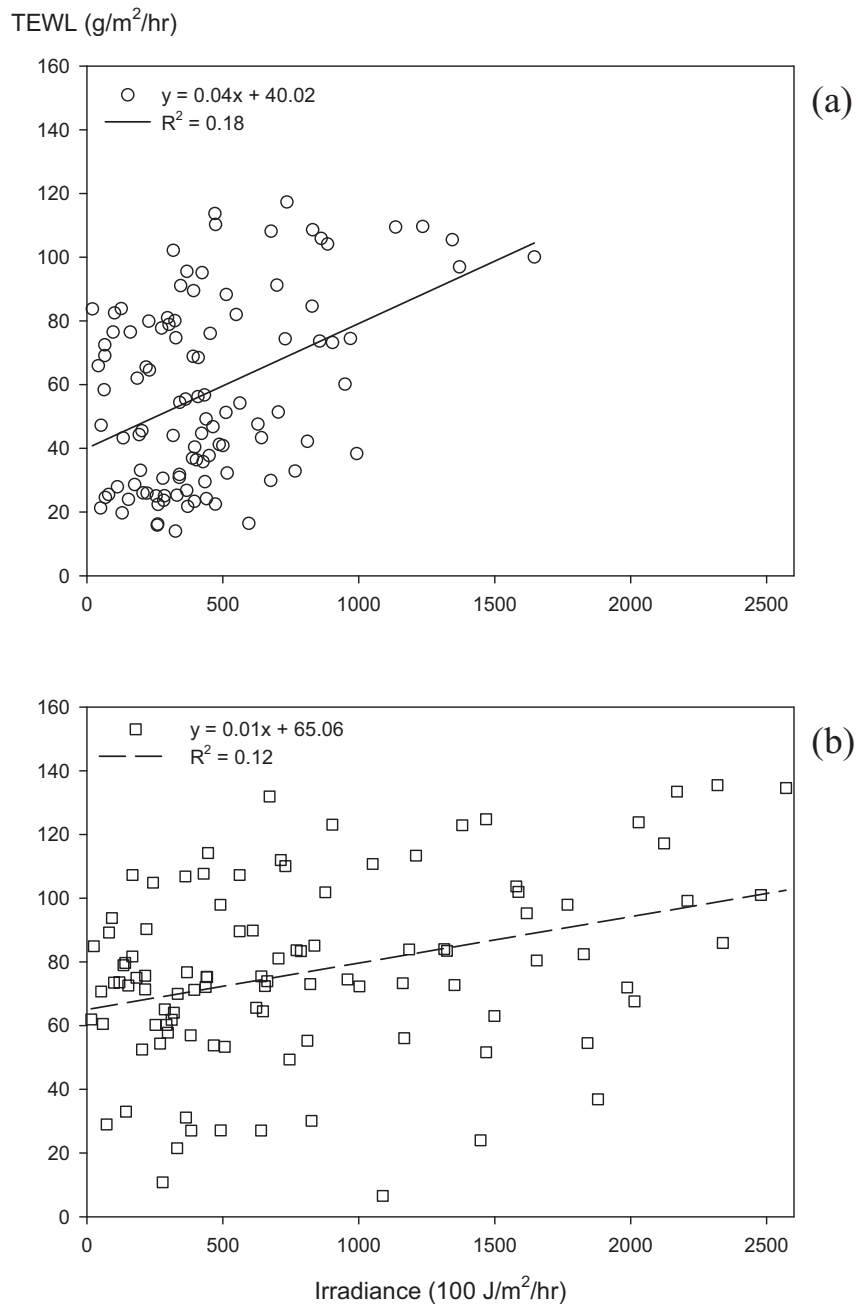 TEWL (g/m²/hr)
160
140
120
100
80
60
40
20
0
y = 0.04x + 40.02
R² = 0.18
(a)
0 500 1000 1500 2000 2500
160
140
120
100
80
60
40
20
0
y = 0.01x + 65.06
R² = 0.12
(b)
0 500 1000 1500 2000 2500
Irradiance (100 J/m²/hr)